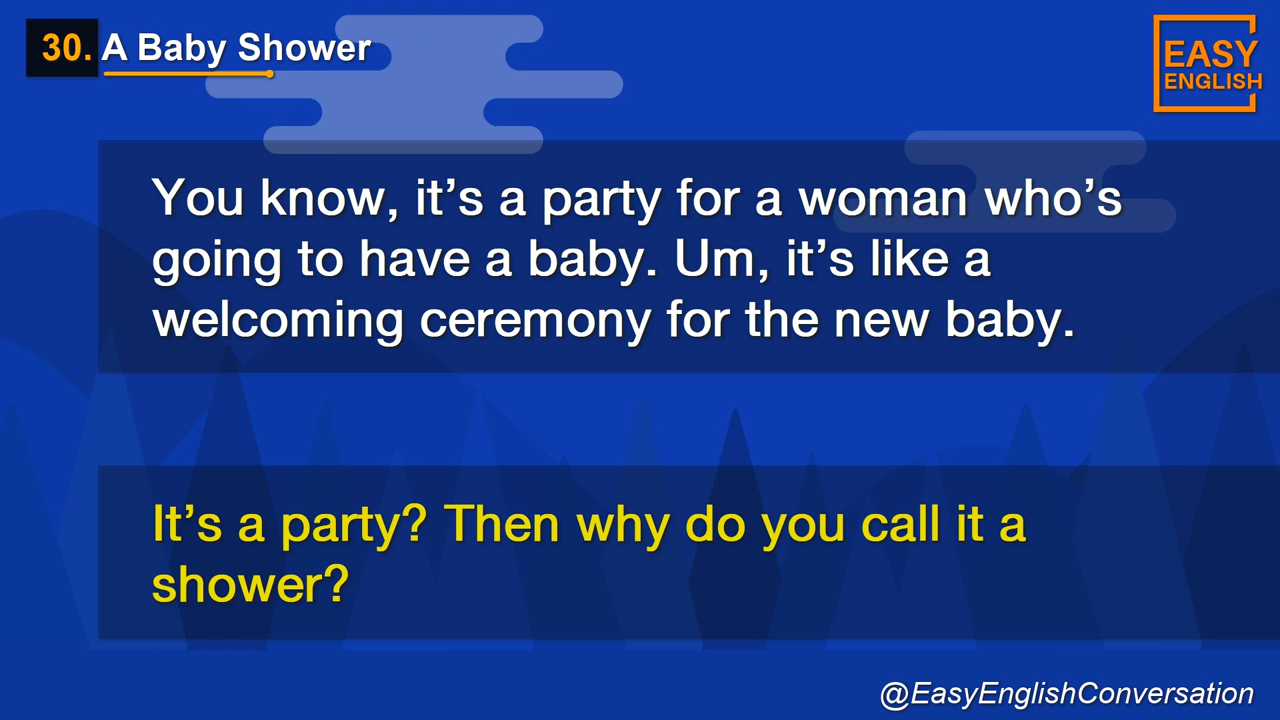 30. A Baby Shower
EASY
ENGLISH
You know, it’s a party for a woman who’s
going to have a baby. Um, it’s like a
welcoming ceremony for the new baby.
It’s a party? Then why do you call it a
shower?
@EasyEnglishConversation